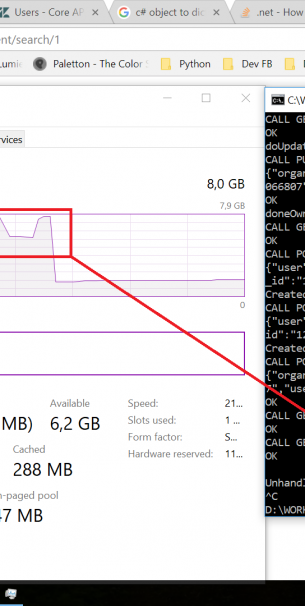 Users - Core AP
c# object to dic
.net - How
ent/search/1
Paletton - The Color S
Python
Dev FB
C:\W
rvices
8,0 GB
7,9 GB
0
Available
MB)
6,2 GB
Cached
288 MB
n-paged pool
47 MB
Speed:
21...
Slots used:
1 ...
Form factor:
S...
Hardware reserved:
11...
CALL GE
OK
doUpdat
CALL PU
{"organ
066807"
OK
doneOwn
CALL GE
OK
CALL PO
{"user"
_id":"1
Created
CALL PO
{"user"
id":"12
Created
CALL PO
{"organ
7","use
OK
CALL GE
OK
CALL GE
OK
Unhandl
^C
D:\WORK